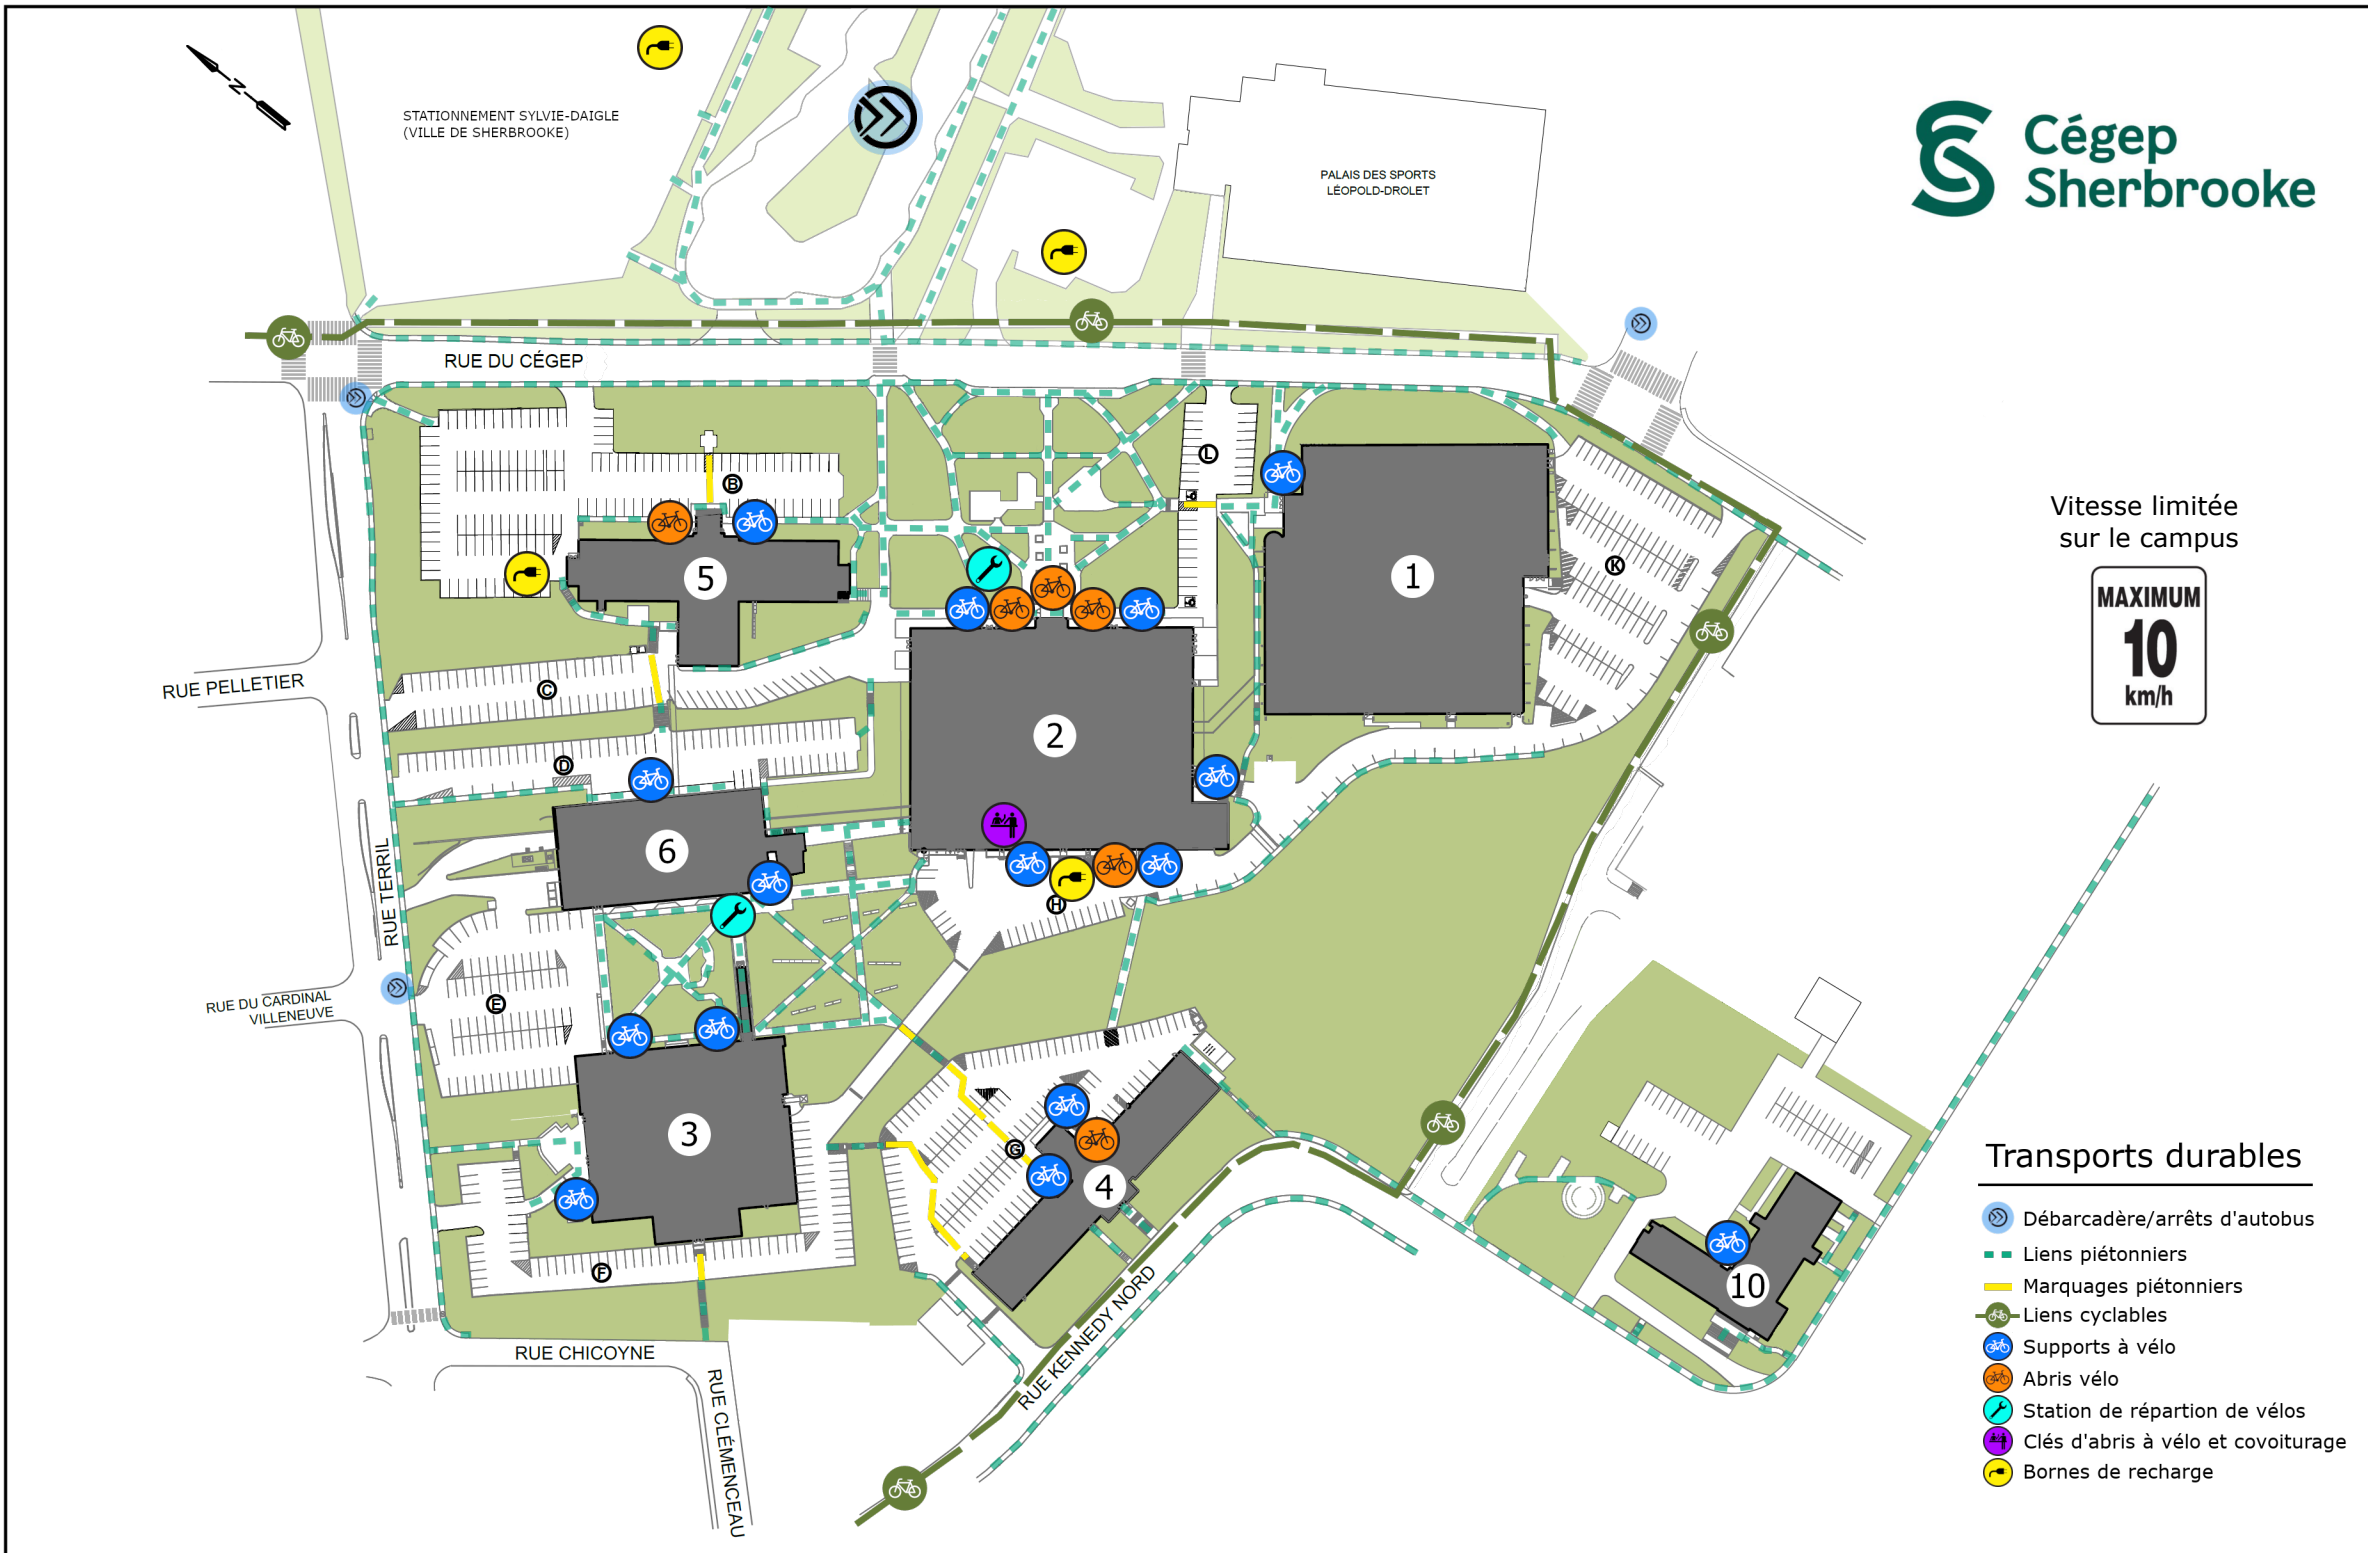 N
STATIONNEMENT SYLVIE-DAIGLE
(VILLE DE SHERBROOKE)
PALAIS DES SPORTS
LÉOPOLD-DROLET
Cégep
Sherbrooke
RUE DU CÉGEP
L
B
5
1
K
Vitesse limitée
sur le campus
MAXIMUM
10
km/h
RUE PELLETIER
C
2
D
6
RUE TERRIL
H
RUE DU CARDINAL
VILLENEUVE
E
3
G
4
F
10
RUE CHICOYNE
RUE CLÉMENCEAU
RUE KENNEDY NORD
Transports durables
Débarcadère/arrêts d'autobus
Liens piétonniers
Marquages piétonniers
Liens cyclables
Supports à vélo
Abris vélo
Station de répartion de vélos
Clés d'abris à vélo et covoiturage
Bornes de recharge